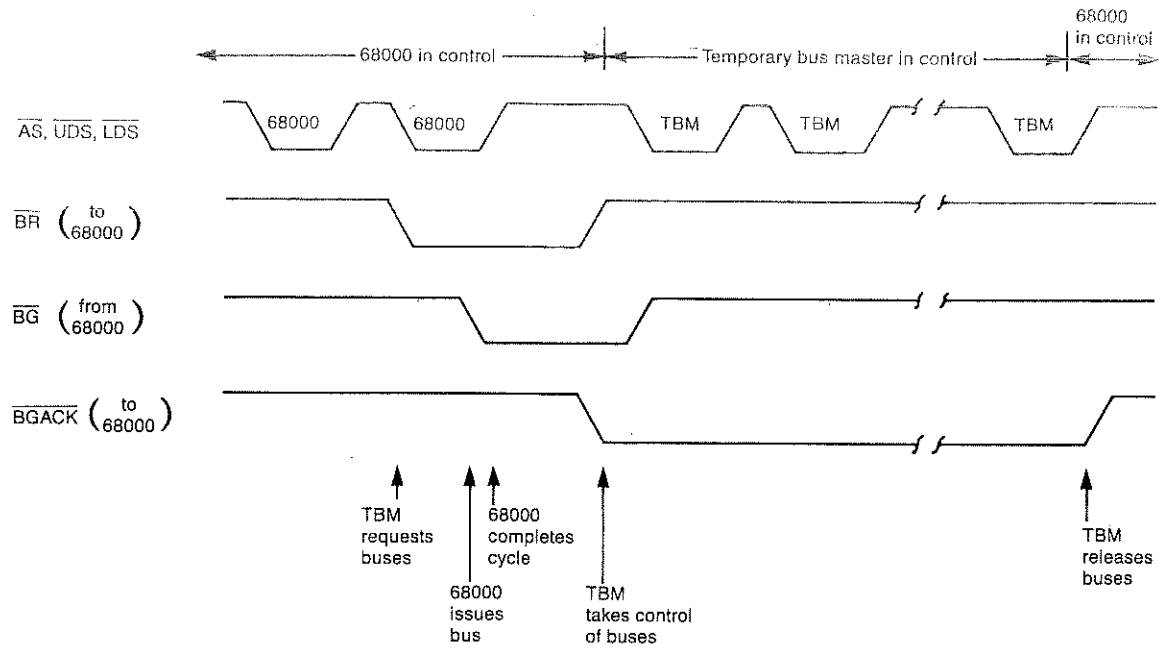 68000
in control
68000 in control
Temporary bus master in control
AS, UDS, LDS
68000
68000
TBM
TBM
TBM
BR (to 68000)
BG (from 68000)
BGACK (to 68000)
TBM
requests
buses
68000
issues
bus
68000
completes
cycle
TBM
takes control
of buses
TBM
releases
buses